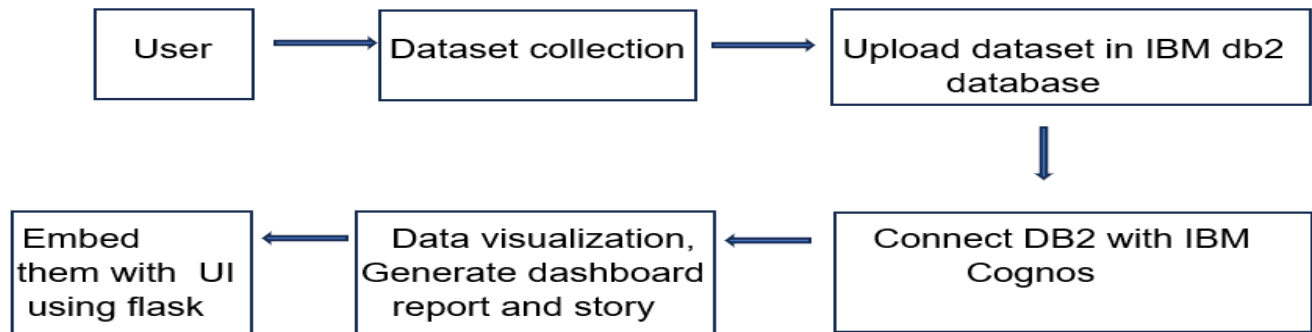 User
Dataset collection
Upload dataset in IBM db2
database
Connect DB2 with IBM
Cognos
Data visualization,
Generate dashboard
report and story
Embed
them with UI
using flask